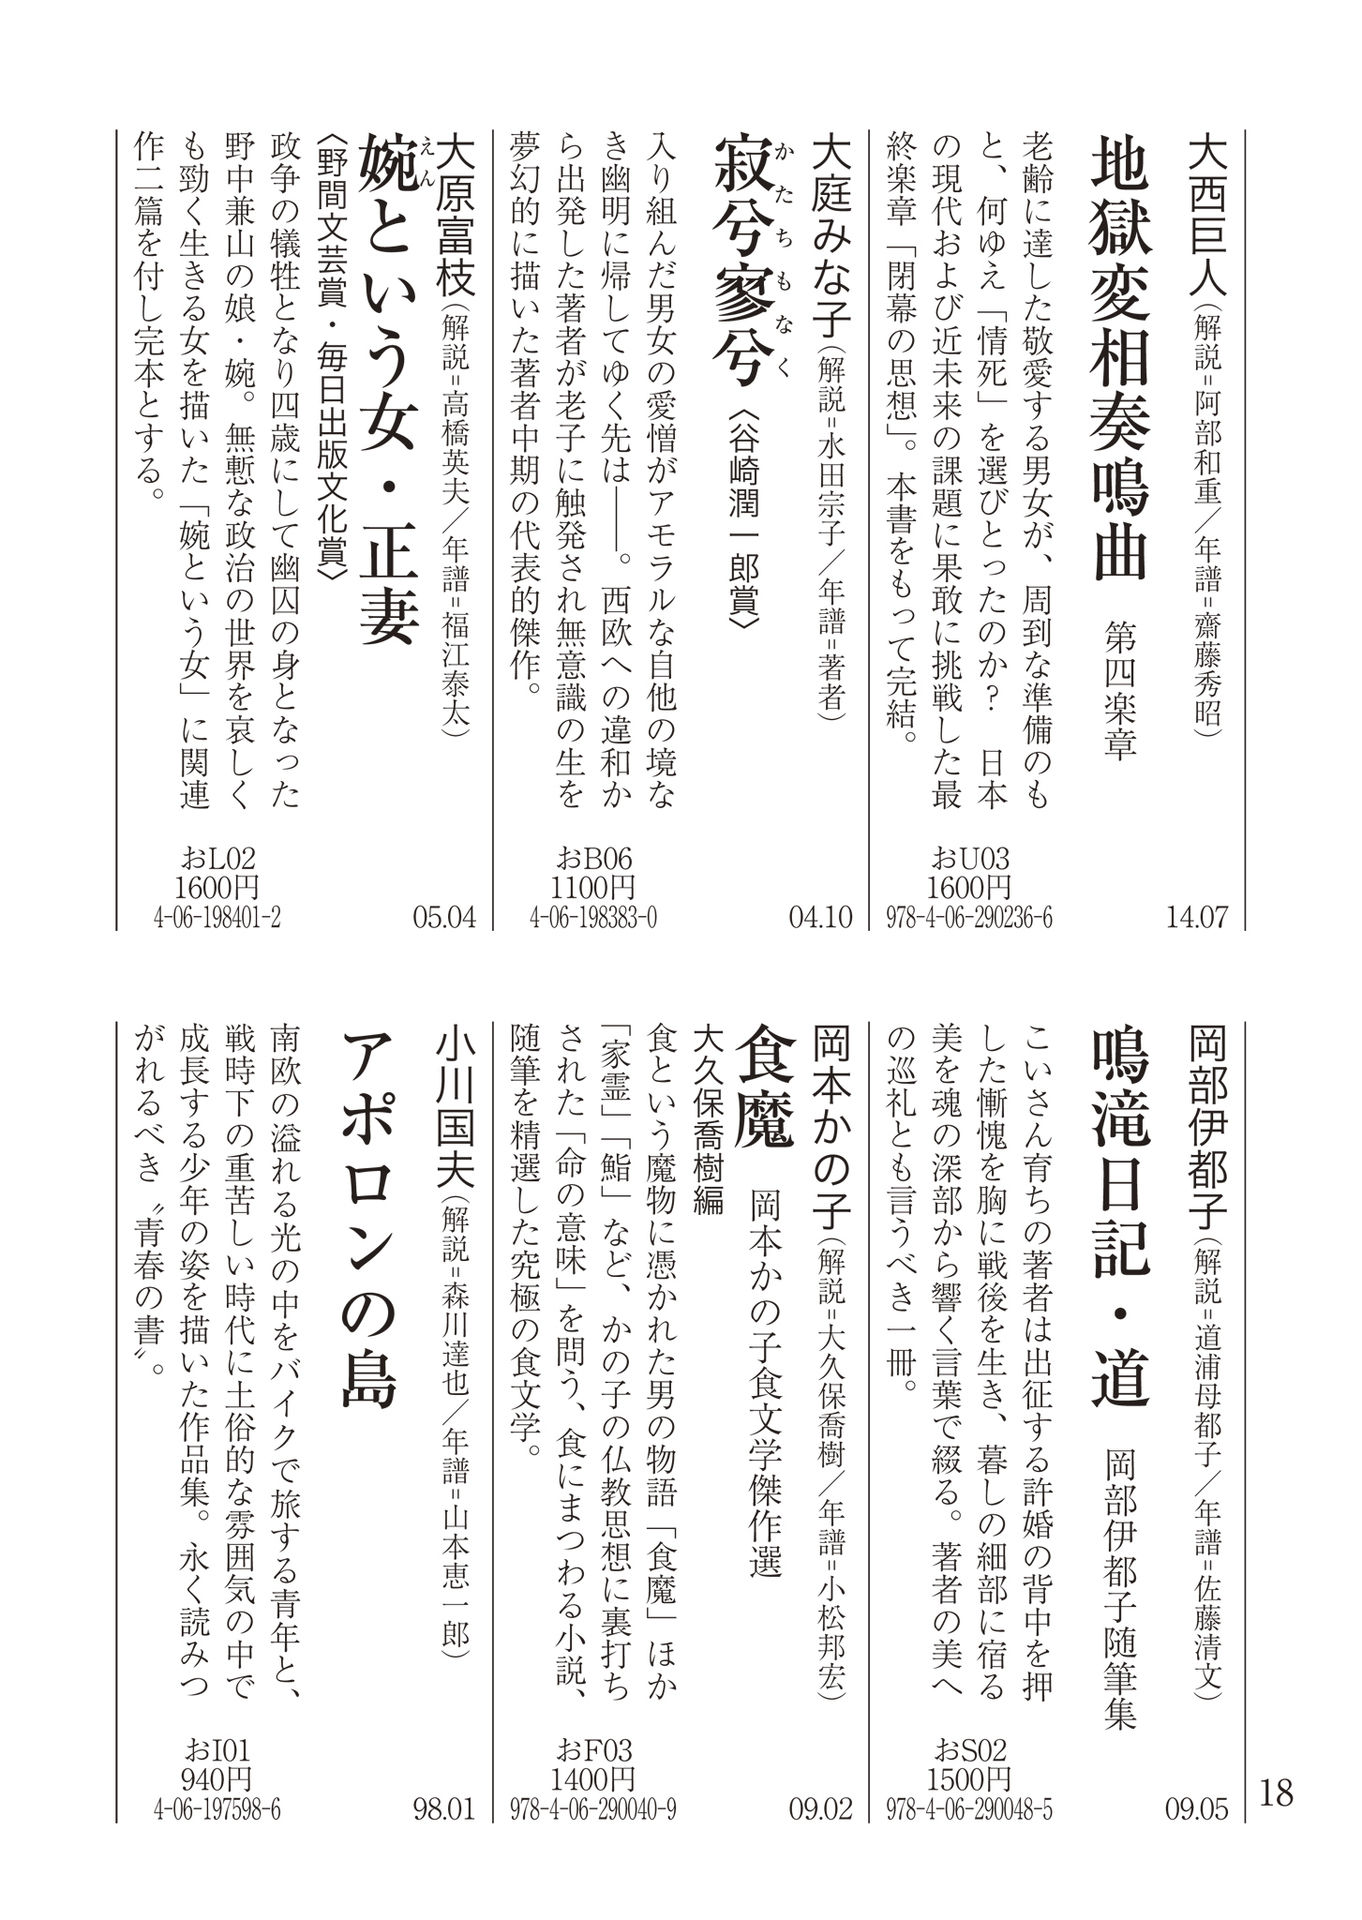 大西巨人（解説=阿部和重／年譜=齋藤秀昭）
地獄変相奏鳴曲　第四楽章
老齢に達した敬愛する男女が、周到な準備のも
と、何ゆえ「情死」を選びとったのか？　日本
の現代および近未来の課題に果敢に挑戦した最
終楽章「閉幕の思想」。本書をもって完結。
おU03
1600円
978-4-06-290236-6
14.07
大庭みな子（解説=水田宗子／年譜=著者）
かたちもなく
寂兮寥兮〈谷崎潤一郎賞〉
入り組んだ男女の愛憎がアモラルな自他の境な
き幽明に帰してゆく先は――。西欧への違和か
ら出発した著者が老子に触発され無意識の生を
夢幻的に描いた著者中期の代表的傑作。
おB06
1100円
4-06-198383-0
04.10
大原富枝（解説=高橋英夫／年譜=福江泰太）
えん
婉という女・正妻
〈野間文芸賞・毎日出版文化賞〉
政争の犠牲となり四歳にして幽囚の身となった
野中兼山の娘・婉。無慙な政治の世界を哀しく
も勁く生きる女を描いた「婉という女」に関連
作二篇を付し完本とする。
おL02
1600円
4-06-198401-2
05.04
岡部伊都子（解説=道浦母都子／年譜=佐藤清文）
鳴滝日記・道　岡部伊都子随筆集
こいさん育ちの著者は出征する許婚の背中を押
した慚愧を胸に戦後を生き、暮しの細部に宿る
美を魂の深部から響く言葉で綴る。著者の美へ
の巡礼とも言うべき一冊。
おS02
1500円
978-4-06-290048-5
09.05
岡本かの子（解説=大久保喬樹／年譜=小松邦宏）
食魔　岡本かの子食文学傑作選
大久保喬樹編
食という魔物に憑かれた男の物語「食魔」ほか
「家霊」「鮨」など、かの子の仏教思想に裏打ち
された「命の意味」を問う、食にまつわる小説、
随筆を精選した究極の食文学。
おF03
1400円
978-4-06-290040-9
09.02
小川国夫（解説=森川達也／年譜=山本恵一郎）
アポロンの島
南欧の溢れる光の中をバイクで旅する青年と、
戦時下の重苦しい時代に土俗的な雰囲気の中で
成長する少年の姿を描いた作品集。永く読みつ
がれるべき〝青春の書〟。
おI01
940円
4-06-197598-6
98.01
18